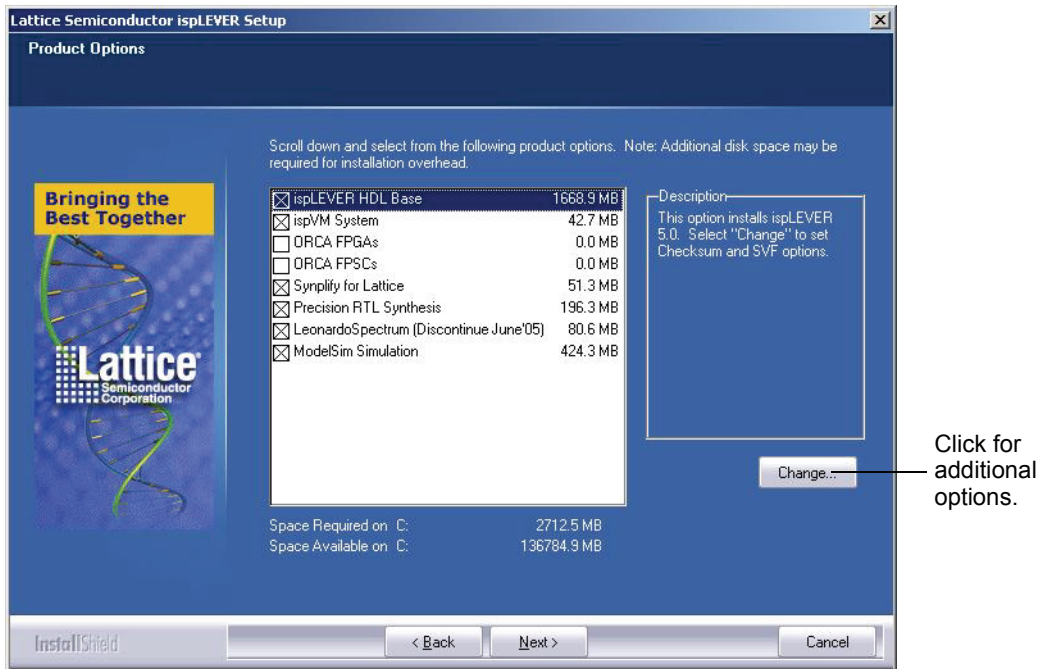 Lattice Semiconductor ispLEVER Setup
Product Options
Scroll down and select from the following product options. Note: Additional disk space may be
required for installation overhead.
Bringing the
Best Together
Lattice
Semiconductor
Corporation
ispLEVER HDL Base 1668.9 MB
ispVM System 42.7 MB
ORCA FPGAs 0.0 MB
ORCA FPSCs 0.0 MB
Synplify for Lattice 51.3 MB
Precision RTL Synthesis 196.3 MB
LeonardoSpectrum (Discontinue June'05) 80.6 MB
ModelSim Simulation 424.3 MB
Description
This option installs ispLEVER
5.0. Select "Change" to set
Checksum and SVF options.
Change...
Click for
additional
options.
Space Required on C: 2712.5 MB
Space Available on C: 136784.9 MB
InstallShield
< Back
Next >
Cancel